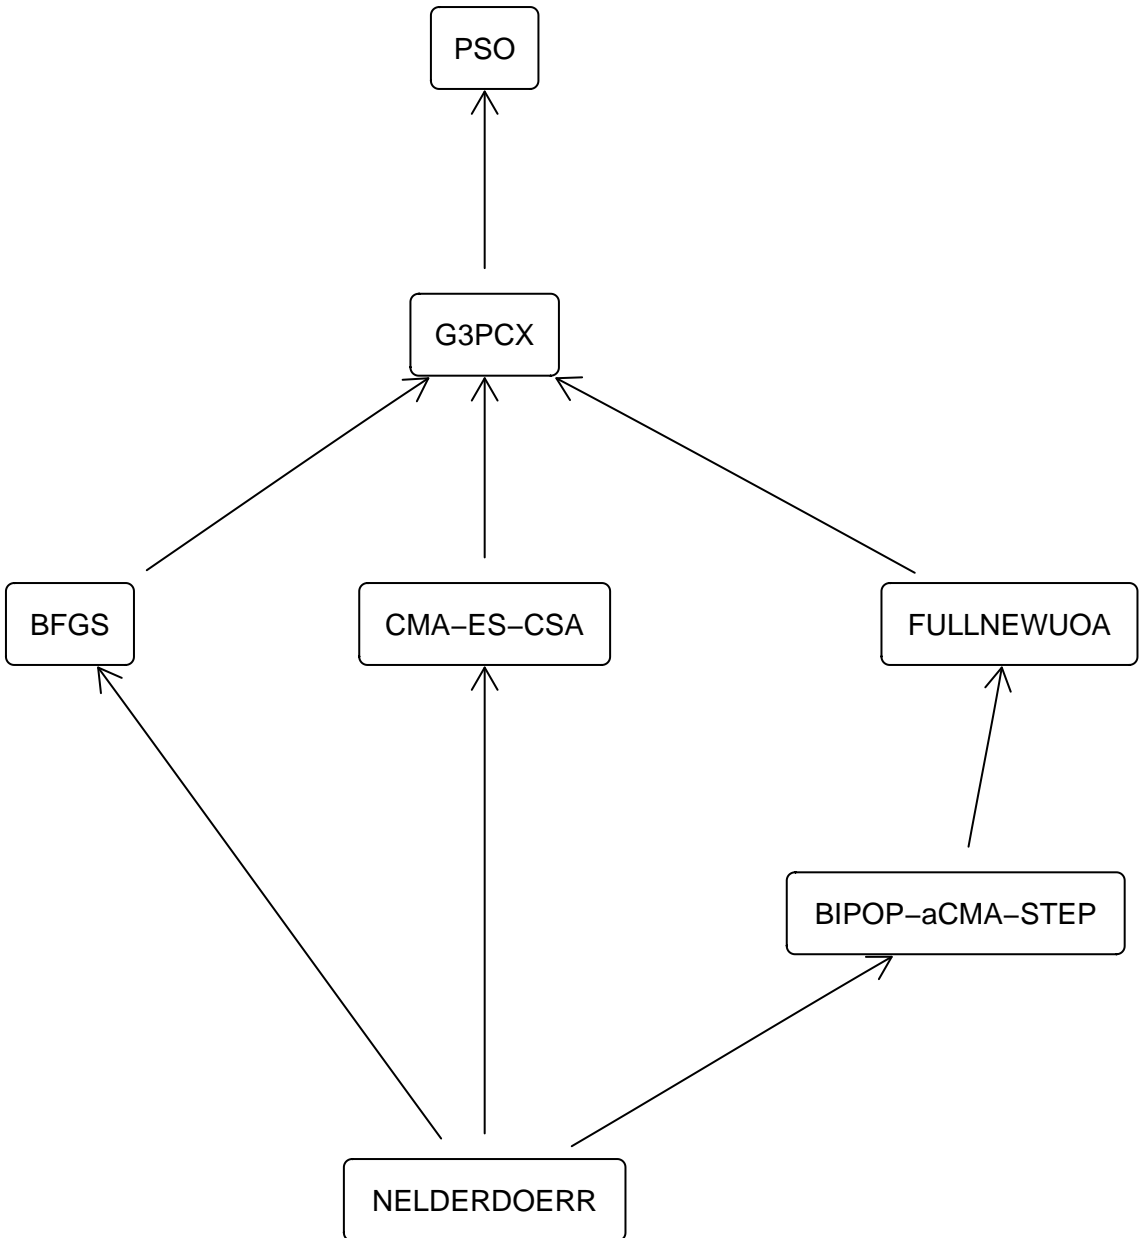 PSO
G3PCX
BFGS
CMA−ES−CSA
FULLNEWUOA
BIPOP−aCMA−STEP
NELDERDOERR